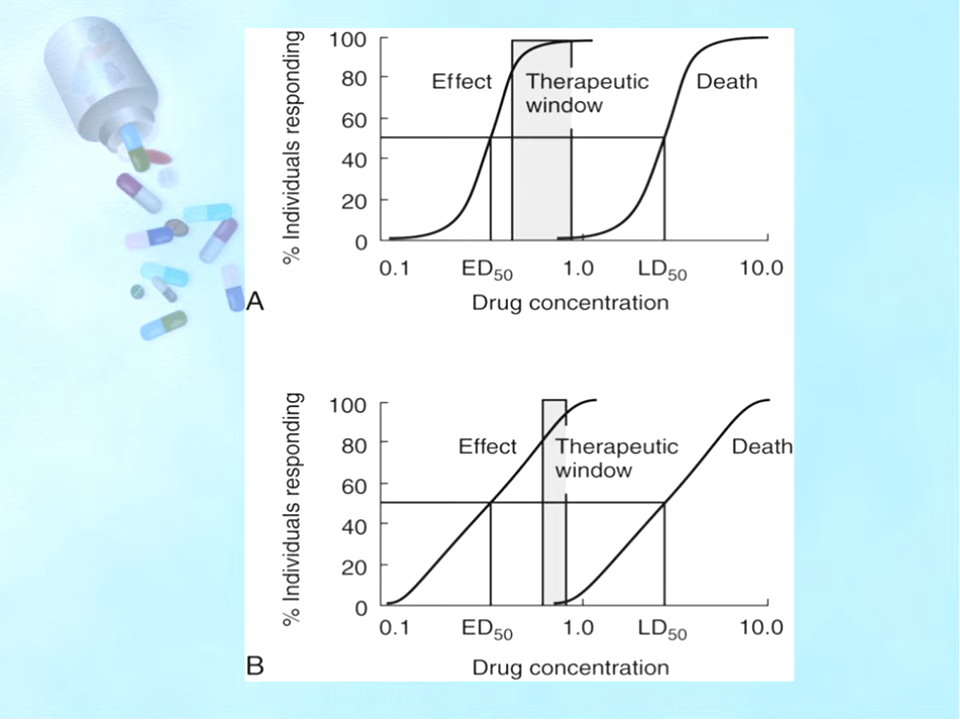 % Individuals responding
100
80
60
40
20
0
Effect
Therapeutic
window
Death
0.1 ED50 1.0 LD50 10.0
Drug concentration
A
% Individuals responding
100
80
60
40
20
0
Effect
Therapeutic
window
Death
0.1 ED50 1.0 LD50 10.0
Drug concentration
B